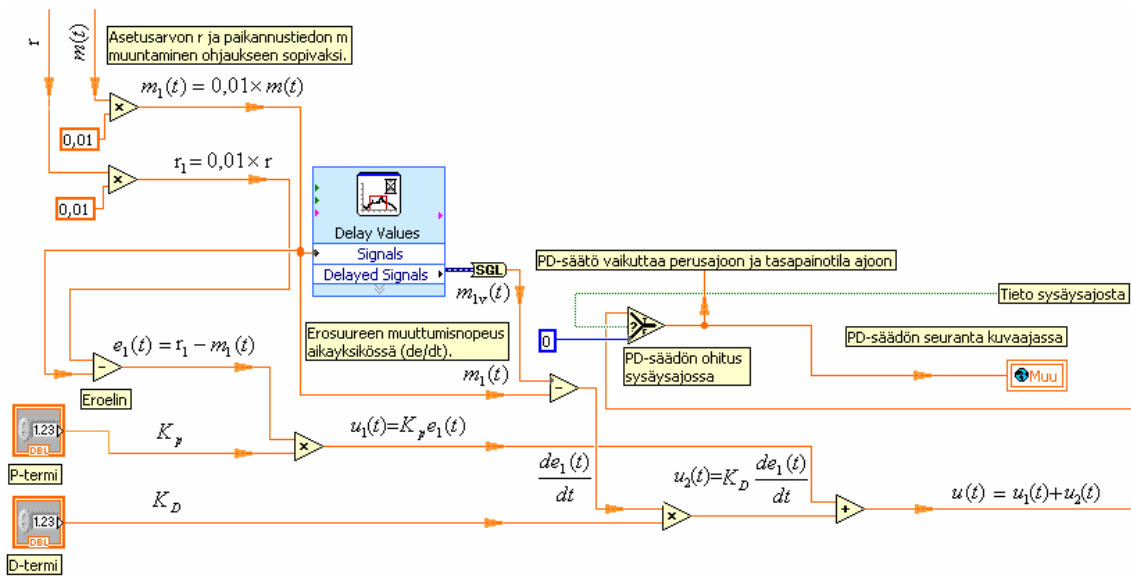 r
m(t)
Asetusarvon r ja paikannustiedon m
muuntaminen ohjaukseen sopivaksi.
m₁(t) = 0,01 × m(t)
0,01
r₁ = 0,01 × r
0,01
Delay Values
Signals
Delayed Signals
SGL
m₁ᵥ(t)
PD-säätö vaikuttaa perusajoon ja tasapainotila ajoon
Tieto sysäysajosta
? T F
0
PD-säädön ohitus
sysäysajossa
PD-säädön seuranta kuvaajassa
Muu
Erosuureen muuttumisnopeus
aikayksikössä (de/dt).
m₁(t)
e₁(t) = r₁ − m₁(t)
Eroelin
1.23
DBL
P-termi
Kₚ
u₁(t)=Kₚe₁(t)
de₁(t)/dt
u₂(t)=K_D de₁(t)/dt
u(t) = u₁(t)+u₂(t)
K_D
1.23
DBL
D-termi